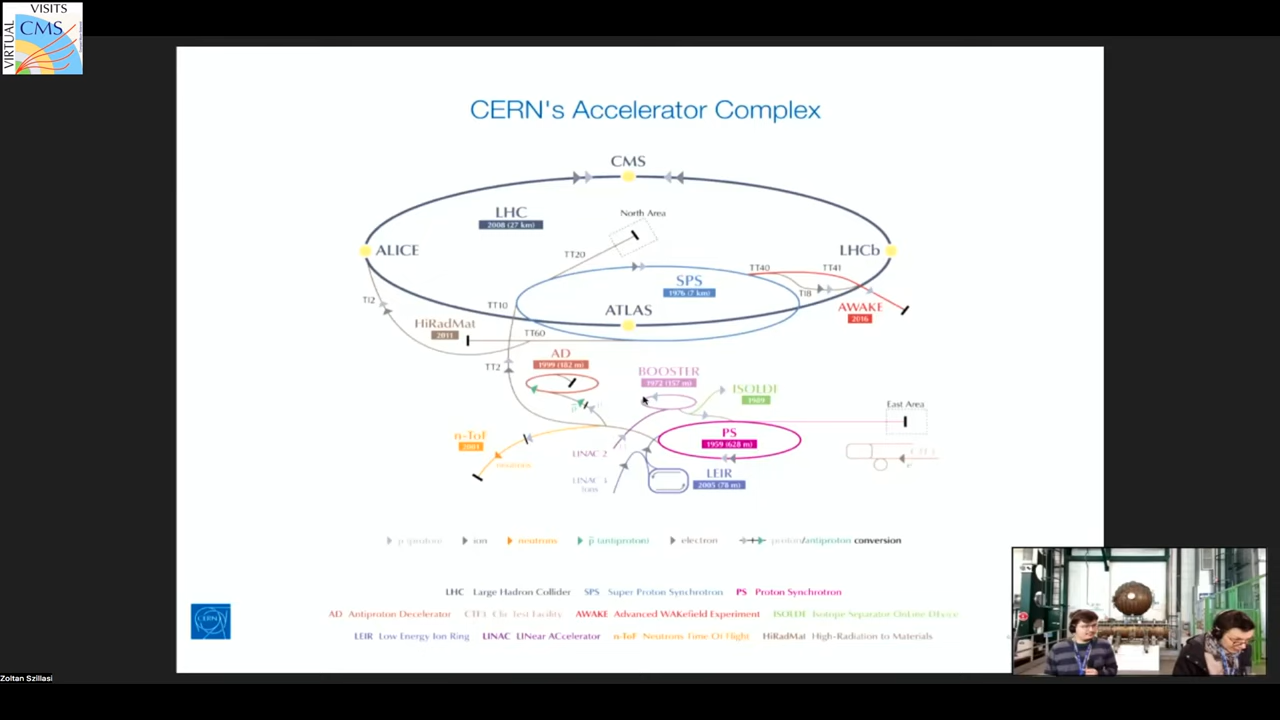 VISITS
VIRTUAL
CMS
CERN's Accelerator Complex
CMS
LHC
2008 (27 km)
North Area
ALICE
LHCb
TT20
SPS
1976 (7 km)
TT40
TT41
TI8
TI2
TT10
ATLAS
AWAKE
2016
HiRadMat
2011
TT60
AD
1999 (182 m)
TT2
BOOSTER
1972 (157 m)
ISOLDE
1989
East Area
n-ToF
2001
neutrons
PS
1959 (628 m)
LINAC 2
LINAC 3
Ions
LEIR
2005 (78 m)
p (proton)
ion
neutrons
p̄ (antiproton)
electron
proton/antiproton conversion
LHC Large Hadron Collider SPS Super Proton Synchrotron PS Proton Synchrotron
AD Antiproton Decelerator CTF3 Clic Test Facility AWAKE Advanced WAKefield Experiment ISOLDE Isotope Separator OnLine DEvice
LEIR Low Energy Ion Ring LINAC LINear ACcelerator n-ToF Neutrons Time Of Flight HiRadMat High-Radiation to Materials
CERN
Zoltan Szillasi